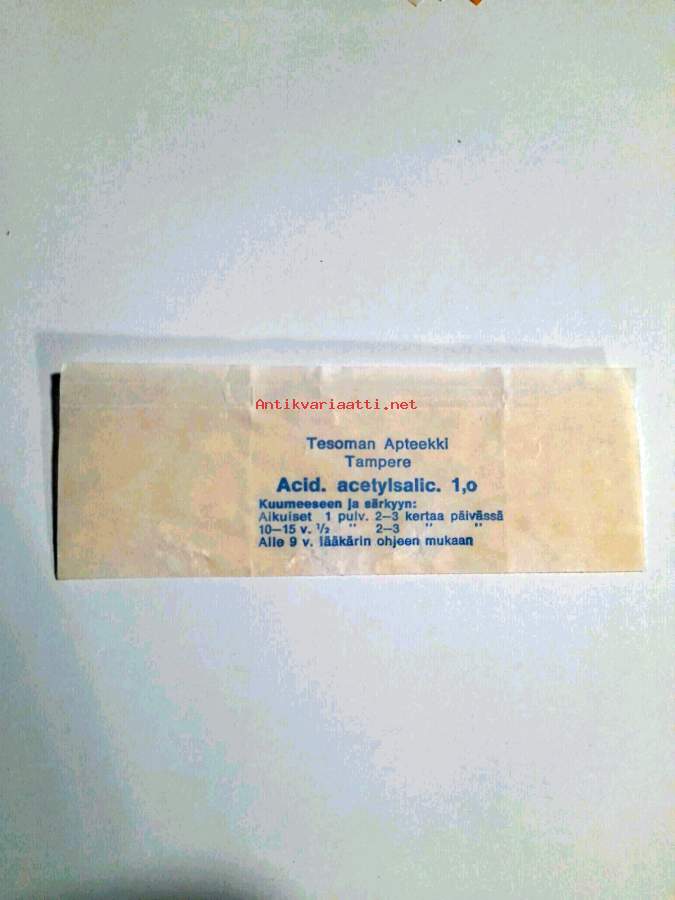 Antikvariaatti.net
Tesoman Apteekki
Tampere
Acid. acetylsalic. 1,o
Kuumeeseen ja särkyyn:
Aikuiset 1 pulv. 2–3 kertaa päivässä
10–15 v. ½ " 2–3 " "
Alle 9 v. lääkärin ohjeen mukaan